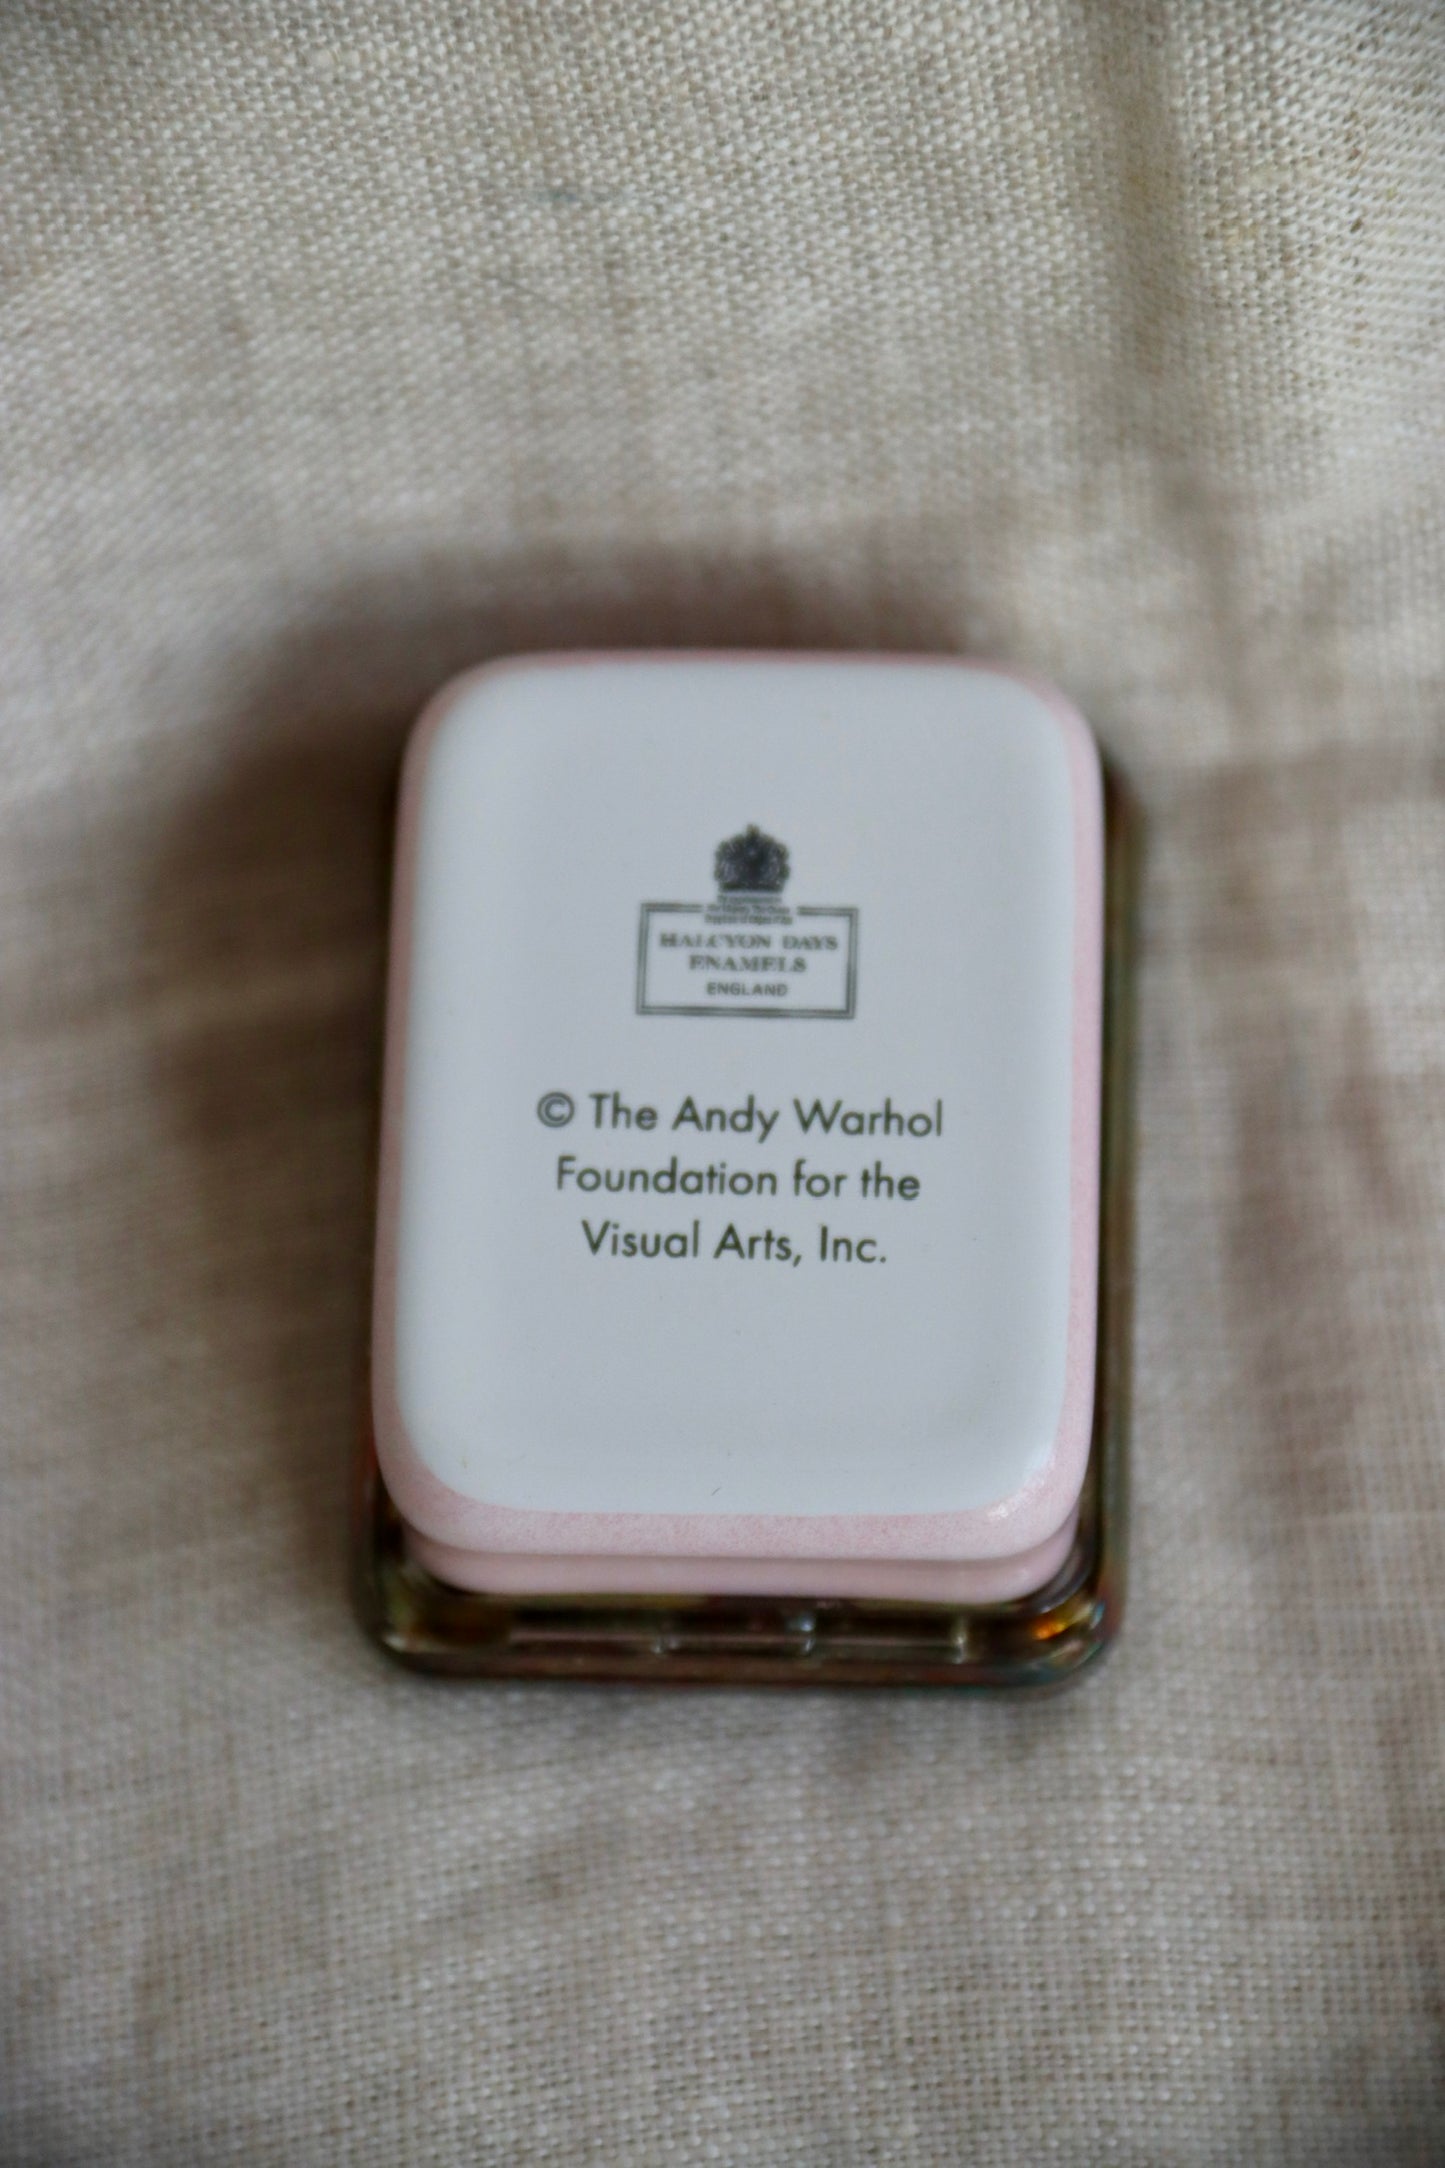 HALCYON DAYS
ENAMELS
ENGLAND
© The Andy Warhol
Foundation for the
Visual Arts, Inc.